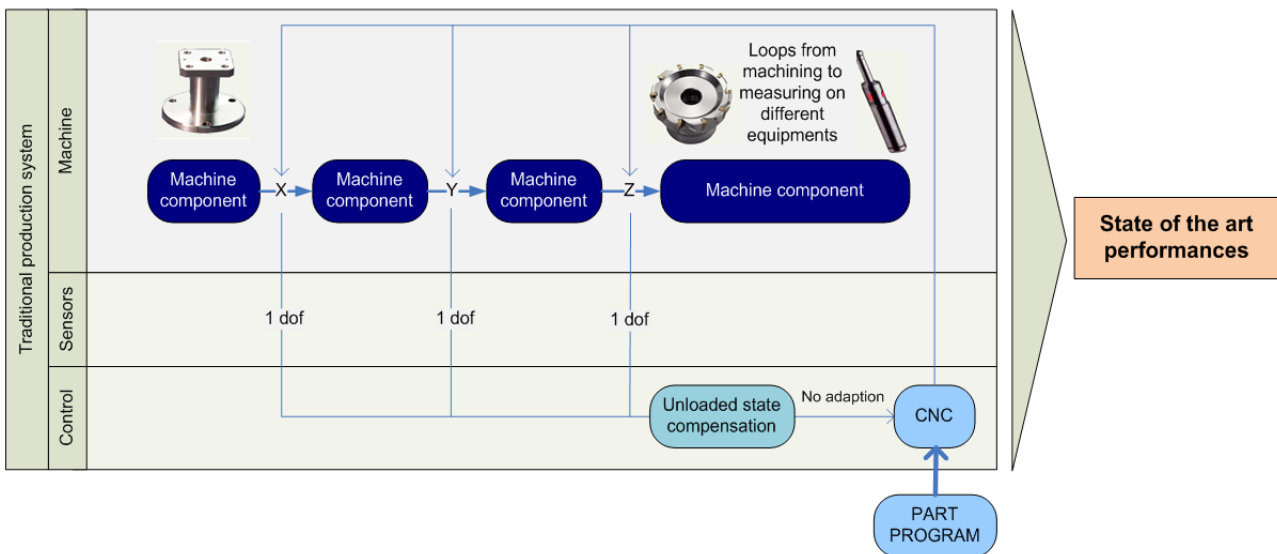 Traditional production system
Machine
Loops from
machining to
measuring on
different
equipments
Machine
component
X
Machine
component
Y
Machine
component
Z
Machine component
State of the art
performances
Sensors
1 dof
1 dof
1 dof
Control
Unloaded state
compensation
No adaption
CNC
PART
PROGRAM